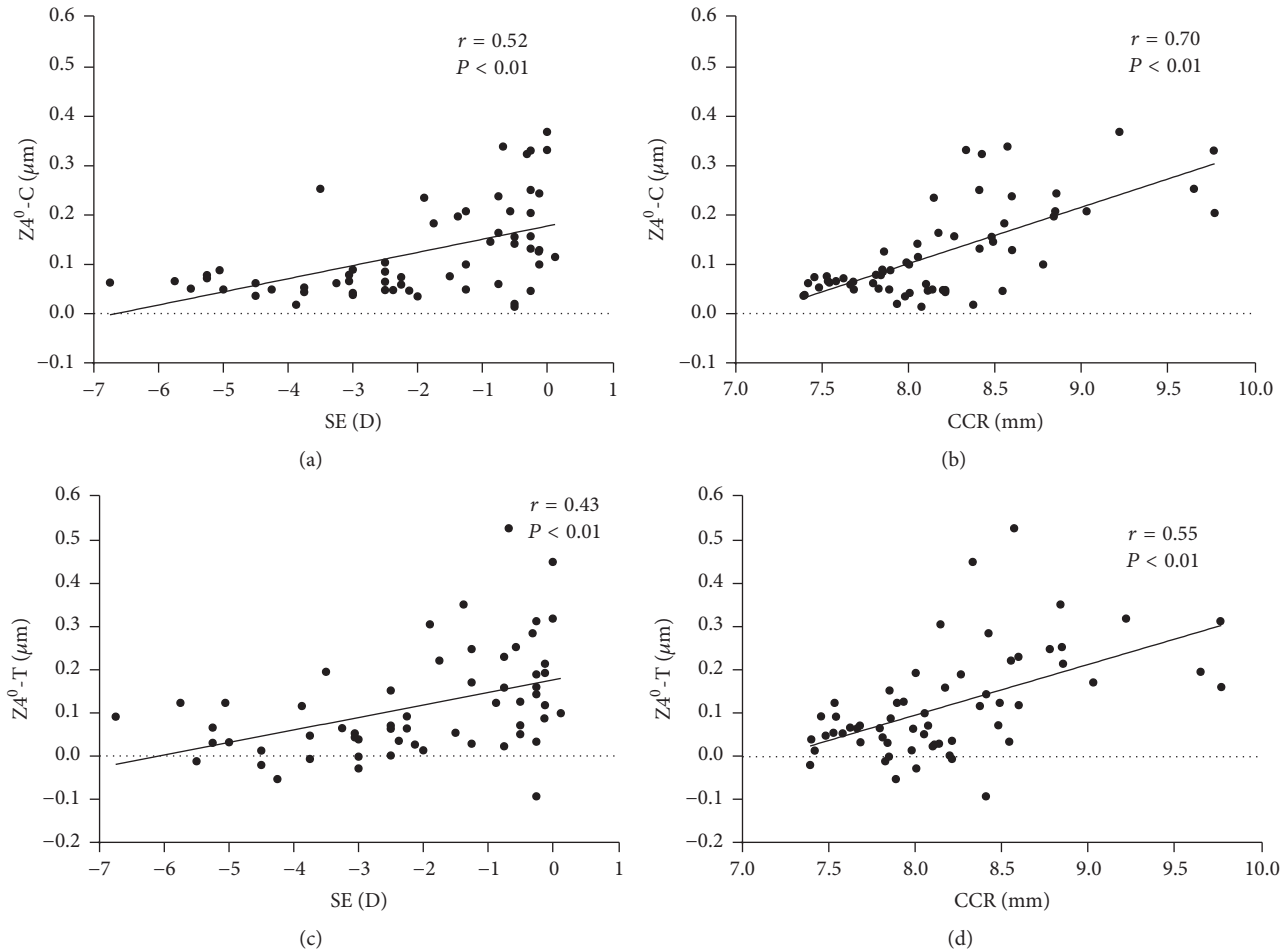 0.6
0.5
0.4
0.3
0.2
0.1
0.0
−0.1
Z4⁰-C (μm)
r = 0.52
P < 0.01
−7 −6 −5 −4 −3 −2 −1 0 1
SE (D)
(a)
0.6
0.5
0.4
0.3
0.2
0.1
0.0
−0.1
Z4⁰-C (μm)
r = 0.70
P < 0.01
7.0 7.5 8.0 8.5 9.0 9.5 10.0
CCR (mm)
(b)
0.6
0.5
0.4
0.3
0.2
0.1
0.0
−0.1
−0.2
Z4⁰-T (μm)
r = 0.43
P < 0.01
−7 −6 −5 −4 −3 −2 −1 0 1
SE (D)
(c)
0.6
0.5
0.4
0.3
0.2
0.1
0.0
−0.1
−0.2
Z4⁰-T (μm)
r = 0.55
P < 0.01
7.0 7.5 8.0 8.5 9.0 9.5 10.0
CCR (mm)
(d)